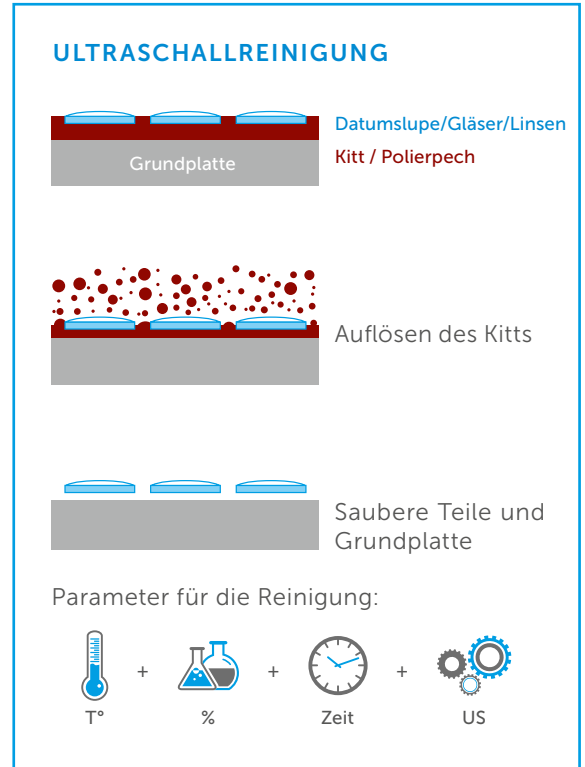 ULTRASCHALLREINIGUNG
Datumslupe/Gläser/Linsen
Kitt / Polierpech
Grundplatte
Auflösen des Kitts
Saubere Teile und
Grundplatte
Parameter für die Reinigung:
+ + +
T° % Zeit US